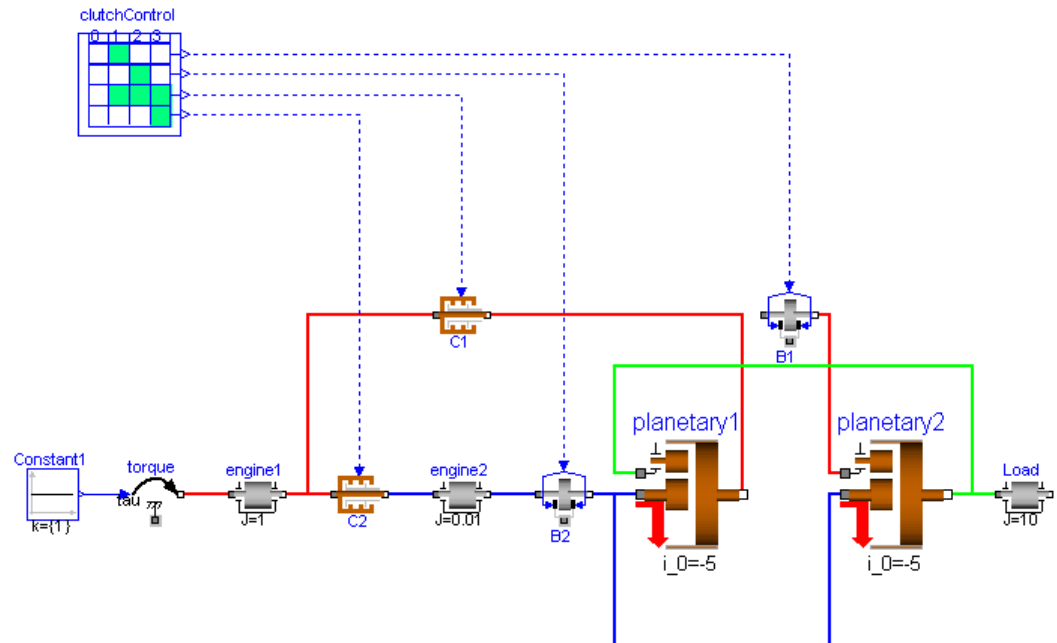 clutchControl
0 1 2 3
C1
B1
planetary1
planetary2
Constant1
torque
engine1
engine2
Load
tau
k={1}
J=1
C2
J=0.01
B2
i_0=-5
i_0=-5
J=10